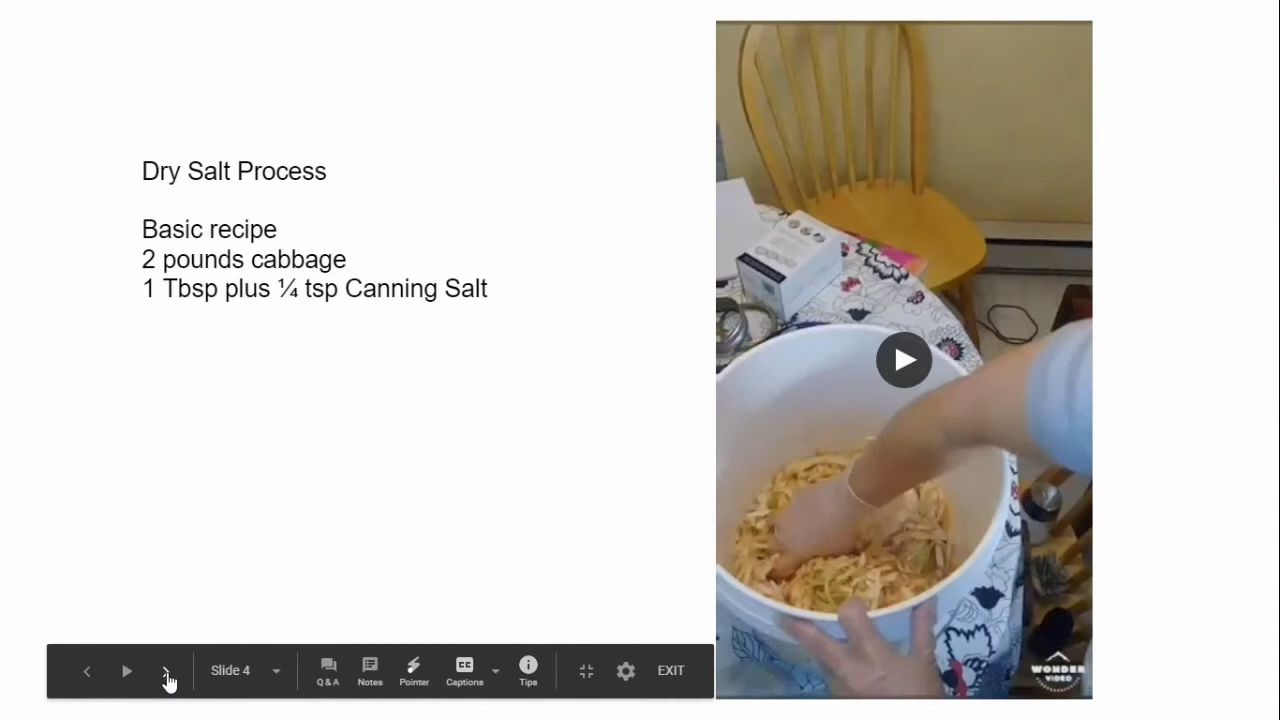 Dry Salt Process
Basic recipe
2 pounds cabbage
1 Tbsp plus ¼ tsp Canning Salt
WONDER
VIDEO
Slide 4
Q & A
Notes
Pointer
CC
Captions
Tips
EXIT